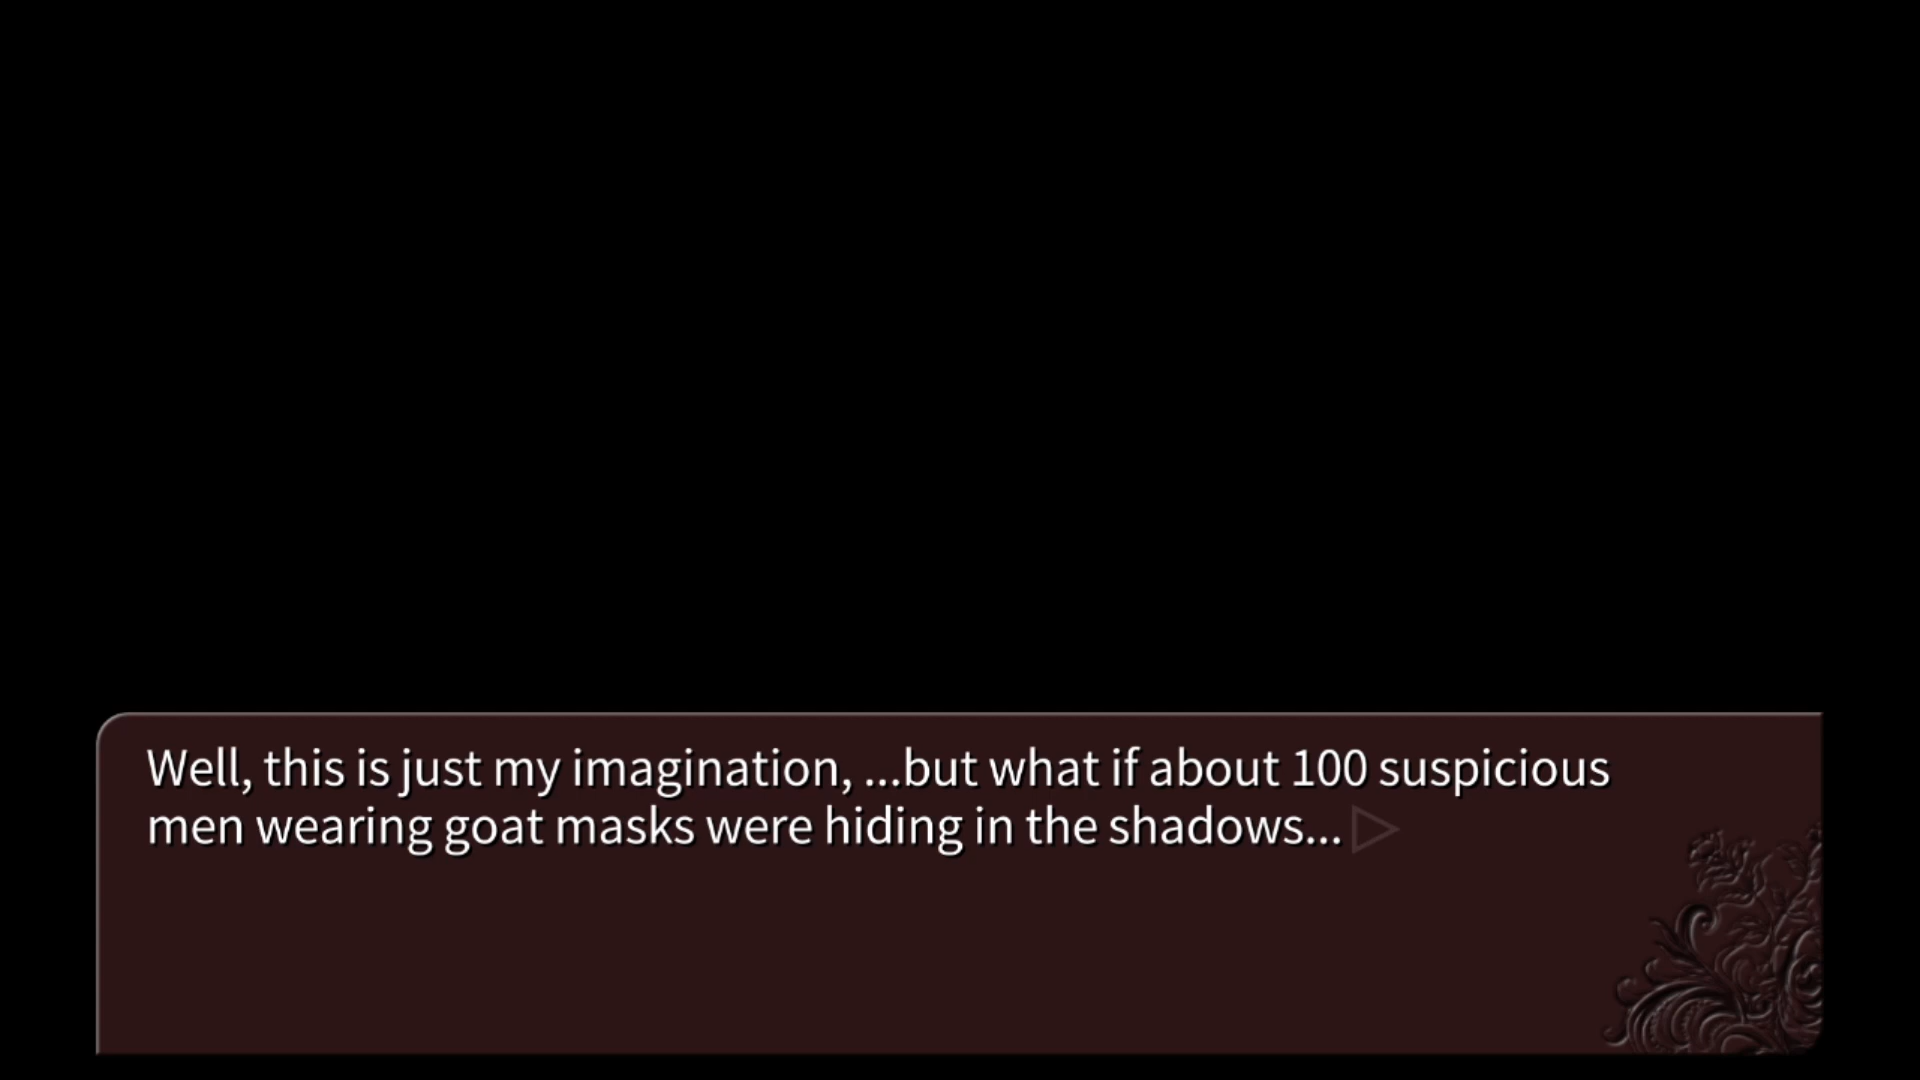 Well, this is just my imagination, ...but what if about 100 suspicious
men wearing goat masks were hiding in the shadows...